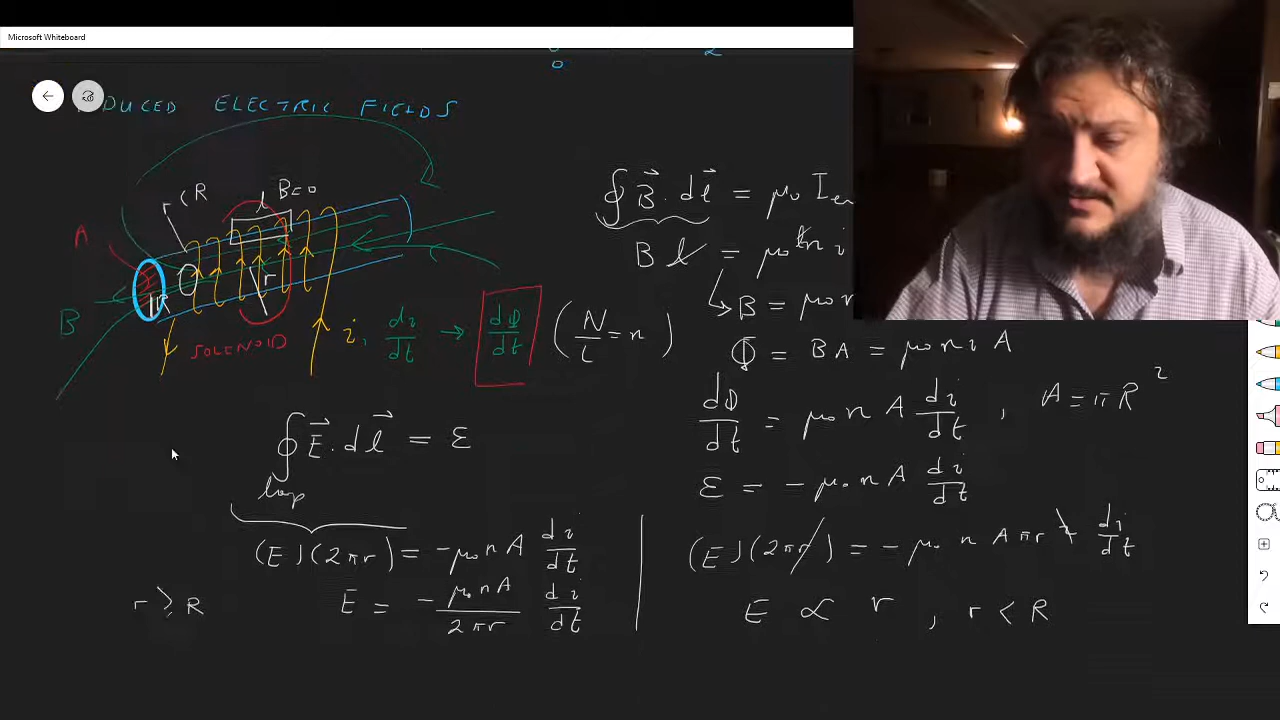 Microsoft Whiteboard
DUCED ELECTRIC FIELDS
r < R
l
B = 0
A
R
r
B
SOLENOID
i, di/dt → dΦ/dt (N/l = n)
∮ B⃗ . dl⃗ = μ₀ I en
B l = μ₀ l n i
B = μ₀
Φ = BA = μ₀ n i A
dΦ/dt = μ₀ n A di/dt , A = πR²
ε = - μ₀ n A di/dt
∮ E⃗ . dl⃗ = ε
loop
(E)(2πr) = -μ₀ n A di/dt
r ≥ R E = - μ₀ n A / 2πr di/dt
(E)(2πr) = - μ₀ n A πr² di/dt
E ∝ r , r < R